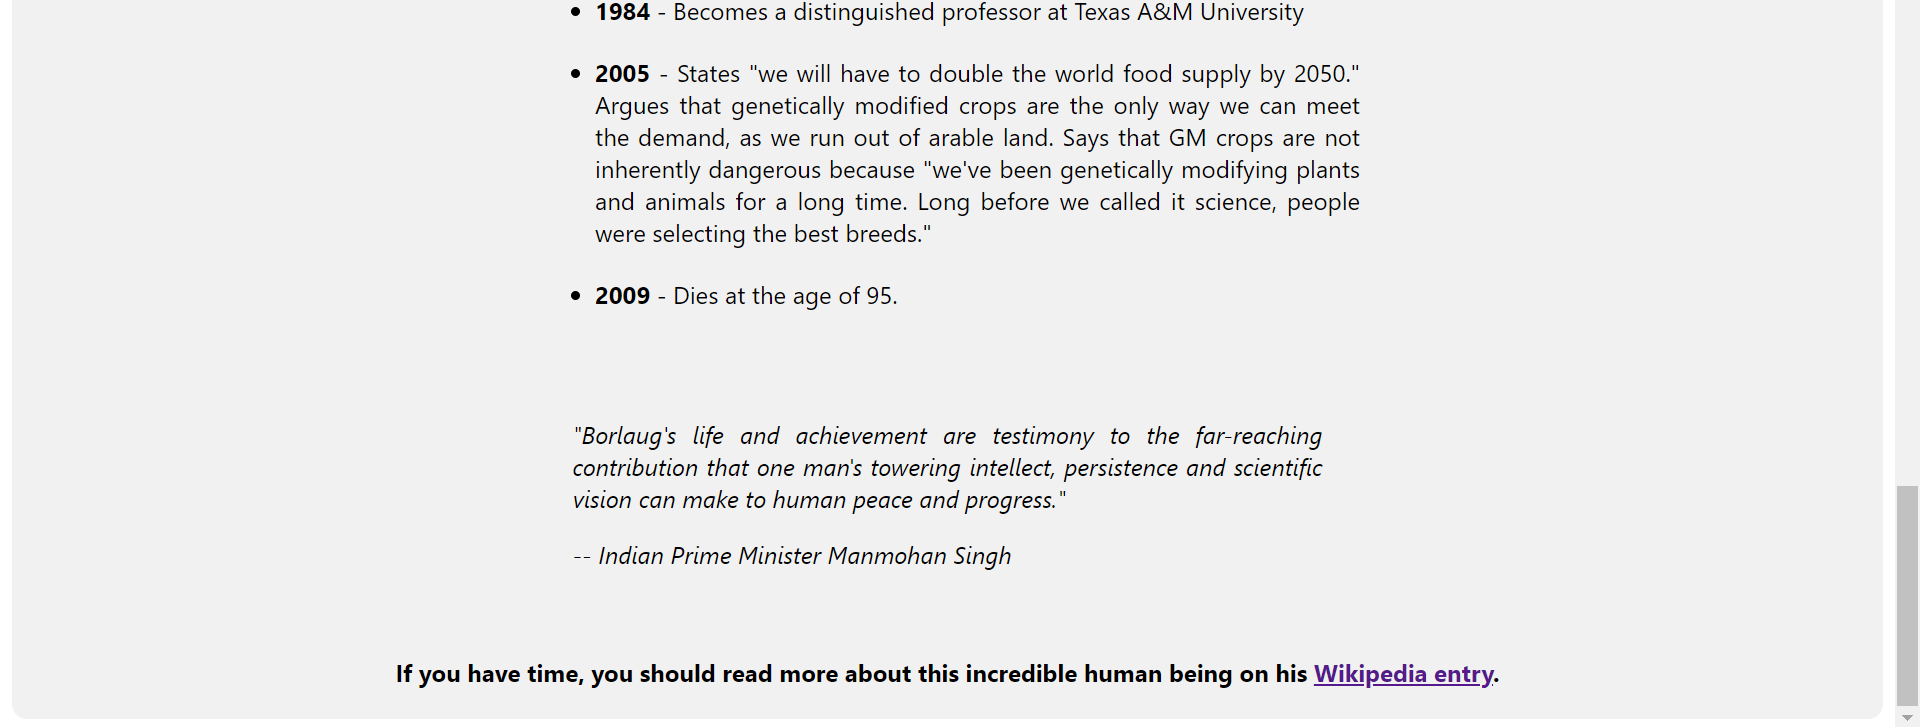 1984 - Becomes a distinguished professor at Texas A&M University
2005 - States "we will have to double the world food supply by 2050."
Argues that genetically modified crops are the only way we can meet
the demand, as we run out of arable land. Says that GM crops are not
inherently dangerous because "we've been genetically modifying plants
and animals for a long time. Long before we called it science, people
were selecting the best breeds."
2009 - Dies at the age of 95.
"Borlaug's life and achievement are testimony to the far-reaching
contribution that one man's towering intellect, persistence and scientific
vision can make to human peace and progress."
-- Indian Prime Minister Manmohan Singh
If you have time, you should read more about this incredible human being on his Wikipedia entry.